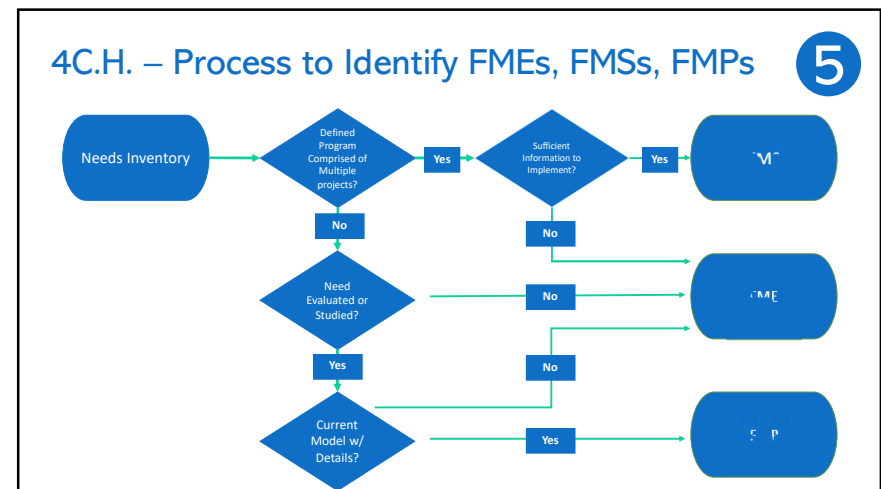 4C.H. – Process to Identify FMEs, FMSs, FMPs
5
Needs Inventory
Defined
Program
Comprised of
Multiple
projects?
Yes
Sufficient
Information to
Implement?
Yes
No
No
Need
Evaluated or
Studied?
No
Yes
No
Current
Model w/
Details?
Yes